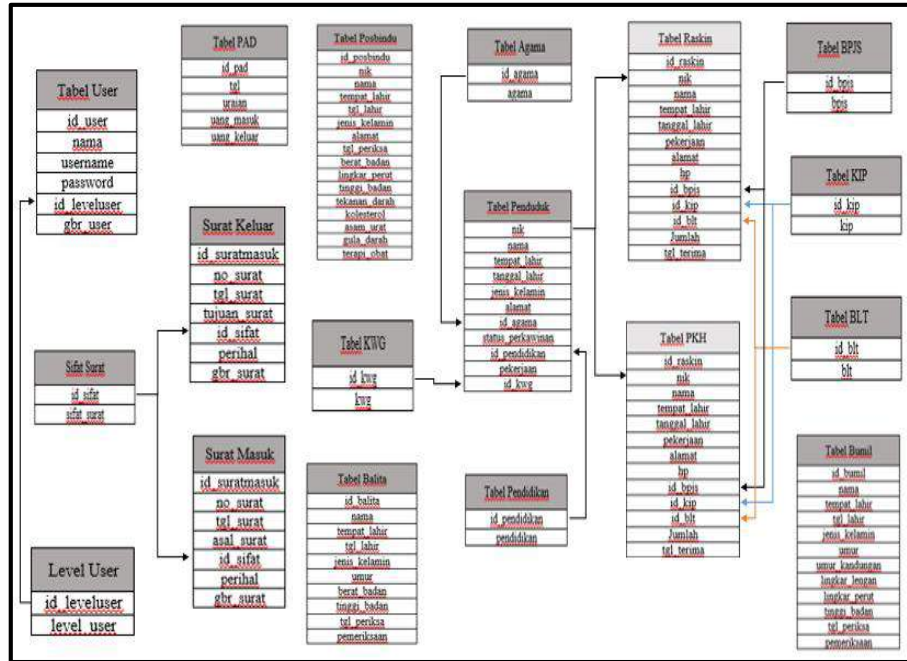 Tabel User
id_user
nama
username
password
id_leveluser
gbr_user
Sifat Surat
id_sifat
sifat_surat
Level User
id_leveluser
level_user
Tabel PAD
id_pad
tgl
uraian
uang_masuk
uang_keluar
Surat Keluar
id_suratmasuk
no_surat
tgl_surat
tujuan_surat
id_sifat
perihal
gbr_surat
Surat Masuk
id_suratmasuk
no_surat
tgl_surat
asal_surat
id_sifat
perihal
gbr_surat
Tabel Posbindu
id_posbindu
nik
nama
tempat_lahir
tgl_lahir
jenis_kelamin
alamat
tgl_periksa
berat_badan
lingkar_perut
tinggi_badan
tekanan_darah
kolesterol
asam_urat
gula_darah
terapi_obat
Tabel KWG
id_kwg
kwg
Tabel Balita
id_balita
nama
tempat_lahir
tgl_lahir
jenis_kelamin
umur
berat_badan
tinggi_badan
tgl_periksa
pemeriksaan
Tabel Agama
id_agama
agama
Tabel Penduduk
nik
nama
tempat_lahir
tanggal_lahir
jenis_kelamin
alamat
id_agama
status_perkawinan
id_pendidikan
pekerjaan
id_kwg
Tabel Pendidikan
id_pendidikan
pendidikan
Tabel Raskin
id_raskin
nik
nama
tempat_lahir
tanggal_lahir
pekerjaan
alamat
hp
id_bpjs
id_kip
id_blt
Jumlah
tgl_terima
Tabel PKH
id_raskin
nik
nama
tempat_lahir
tanggal_lahir
pekerjaan
alamat
hp
id_bpjs
id_kip
id_blt
Jumlah
tgl_terima
Tabel BPJS
id_bpjs
bpjs
Tabel KIP
id_kip
kip
Tabel BLT
id_blt
blt
Tabel Bumil
id_bumil
nama
tempat_lahir
tgl_lahir
jenis_kelamin
umur
umur_kandungan
lingkar_lengan
lingkar_perut
tinggi_badan
tgl_periksa
pemeriksaan